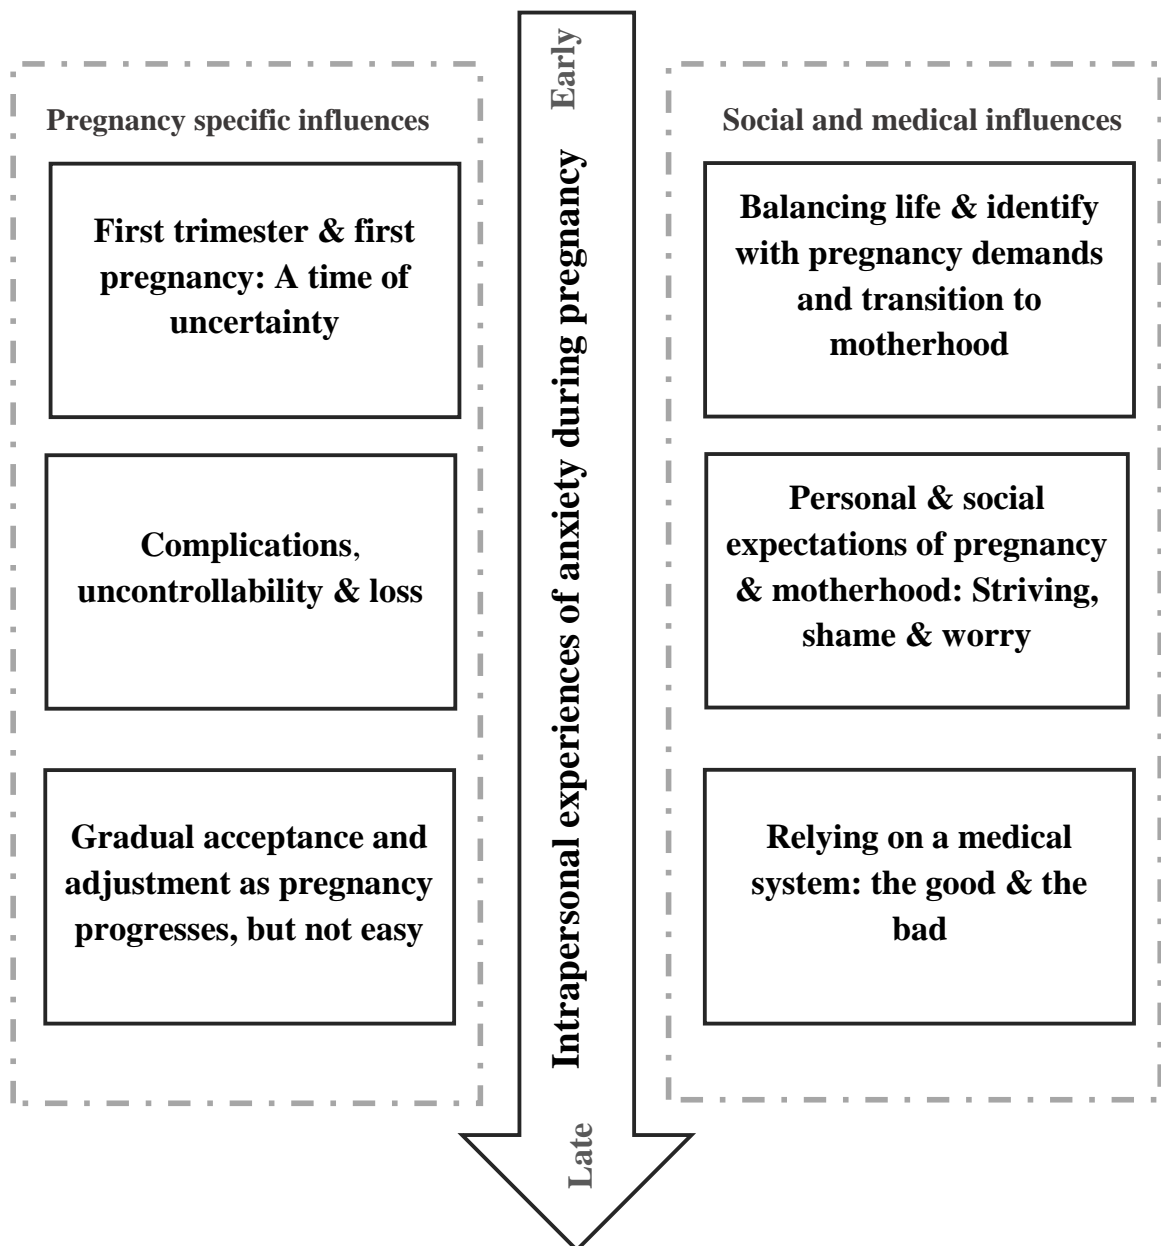 Pregnancy specific influences
First trimester & first
pregnancy: A time of
uncertainty
Complications,
uncontrollability & loss
Gradual acceptance and
adjustment as pregnancy
progresses, but not easy
Early
Intrapersonal experiences of anxiety during pregnancy
Late
Social and medical influences
Balancing life & identify
with pregnancy demands
and transition to
motherhood
Personal & social
expectations of pregnancy
& motherhood: Striving,
shame & worry
Relying on a medical
system: the good & the
bad